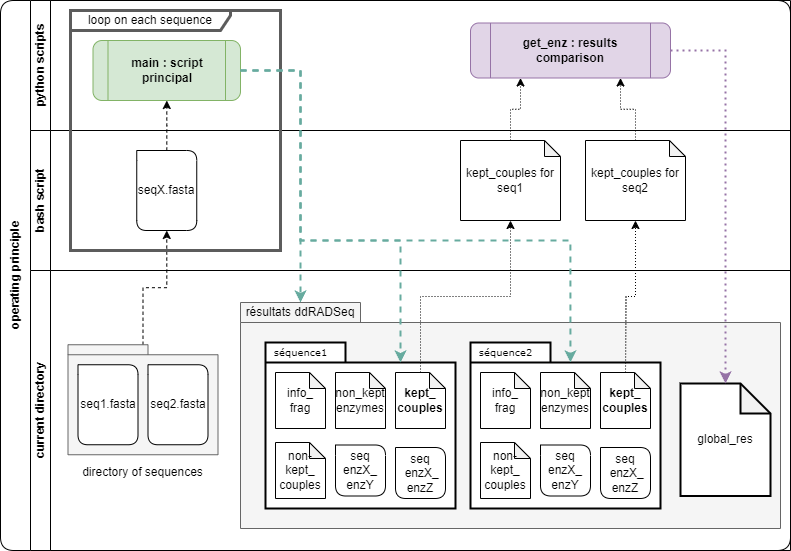 operating principle
python scripts
loop on each sequence
main : script
principal
get_enz : results
comparison
bash script
seqX.fasta
kept_couples for
seq1
kept_couples for
seq2
current directory
seq1.fasta
seq2.fasta
directory of sequences
résultats ddRADSeq
séquence1
info_
frag
non_kept
enzymes
kept_
couples
non-
kept_
couples
seq
enzX_
enzY
seq
enzX_
enzZ
séquence2
info_
frag
non_kept
enzymes
kept_
couples
non-
kept_
couples
seq
enzX_
enzY
seq
enzX_
enzZ
global_res